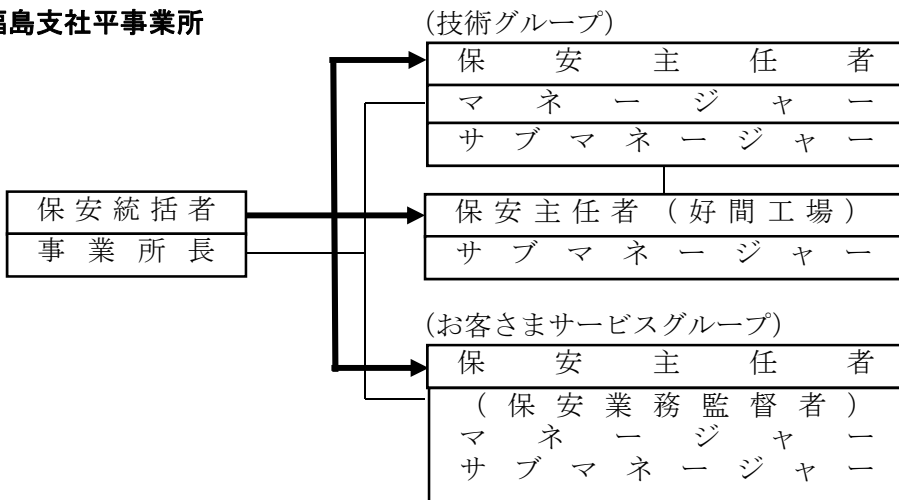 福島支社平事業所
(技術グループ)
保安主任者
マネージャー
サブマネージャー
保安統括者
事業所長
保安主任者(好間工場)
サブマネージャー
(お客さまサービスグループ)
保安主任者
(保安業務監督者)
マネージャー
サブマネージャー